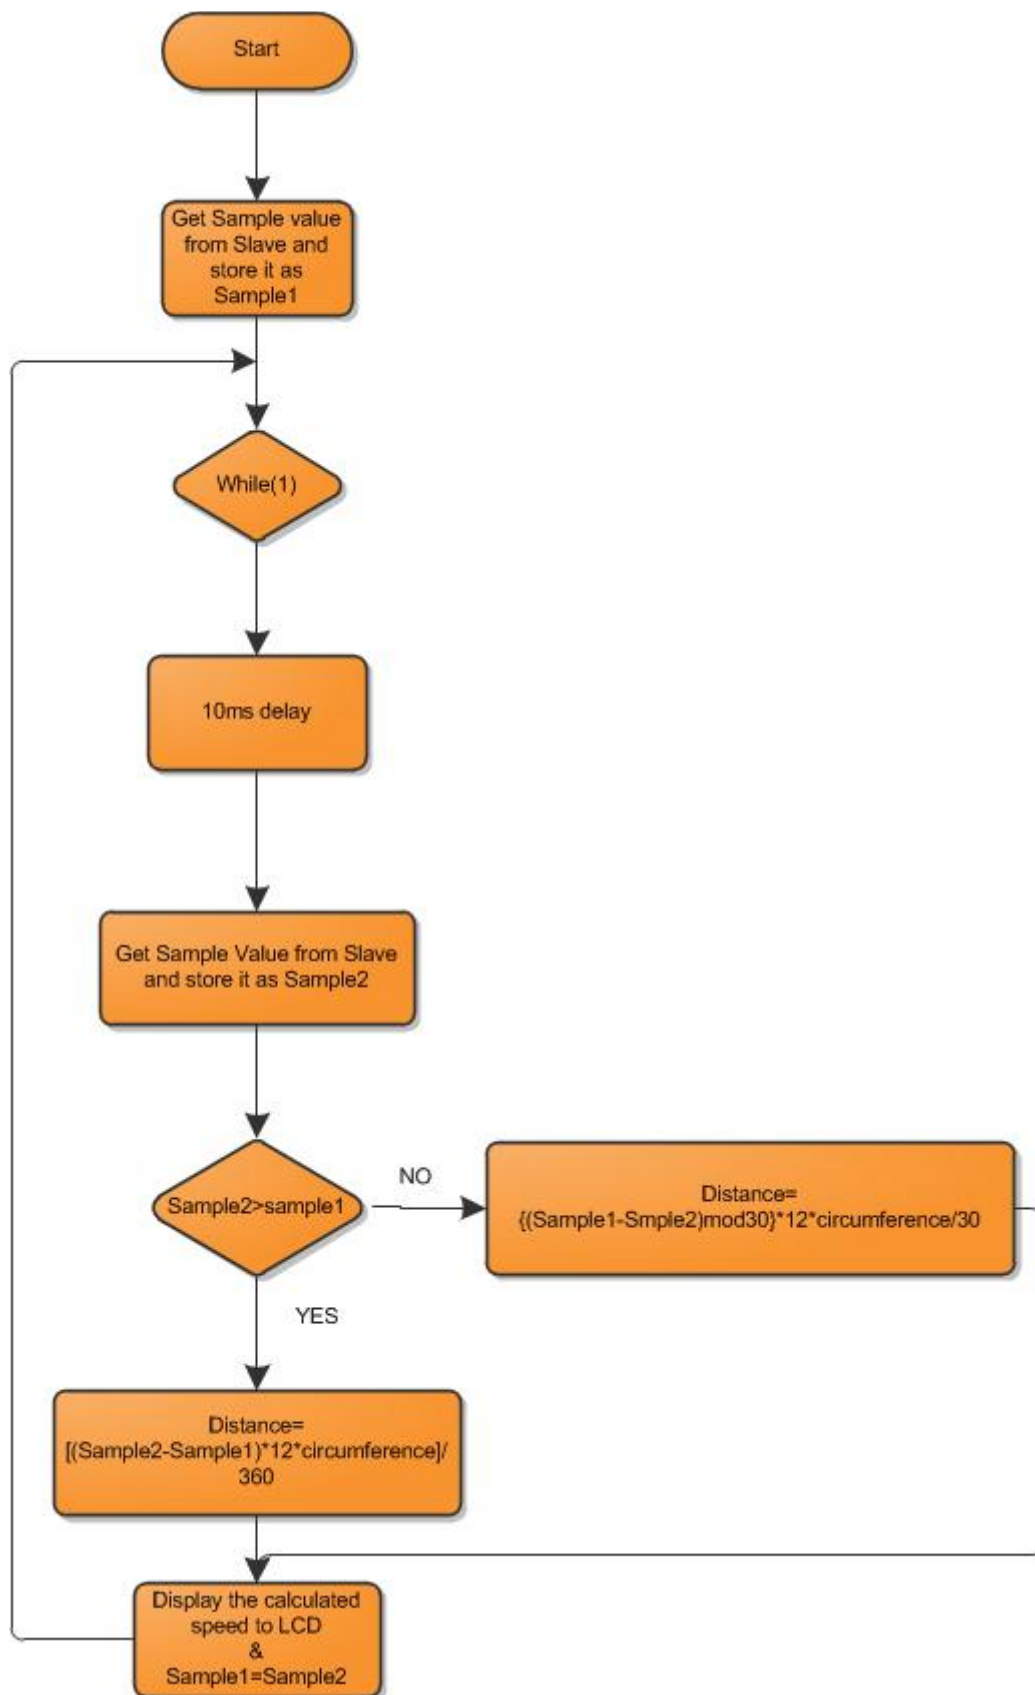 Start
Get Sample value
from Slave and
store it as
Sample1
While(1)
10ms delay
Get Sample Value from Slave
and store it as Sample2
Sample2>sample1
NO
Distance=
{(Sample1-Smple2)mod30}*12*circumference/30
YES
Distance=
[(Sample2-Sample1)*12*circumference]/
360
Display the calculated
speed to LCD
&
Sample1=Sample2